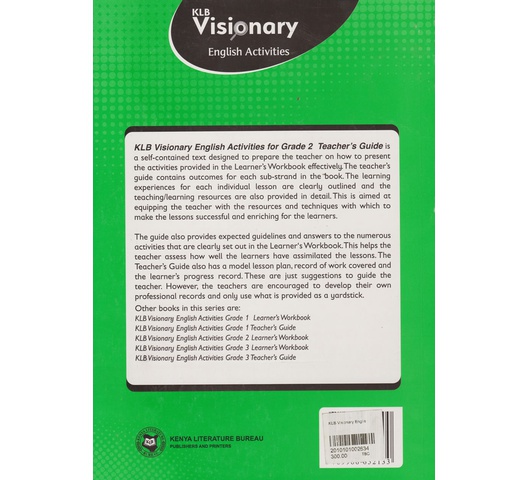 KLB
Visionary
English Activities
KLB Visionary English Activities for Grade 2 Teacher's Guide is
a self-contained text designed to prepare the teacher on how to present
the activities provided in the Learner's Workbook effectively. The teacher's
guide contains outcomes for each sub-strand in the book. The learning
experiences for each individual lesson are clearly outlined and the
teaching/learning resources are also provided in detail. This is aimed at
equipping the teacher with the resources and techniques with which to
make the lessons successful and enriching for the learners.
The guide also provides expected guidelines and answers to the numerous
activities that are clearly set out in the Learner's Workbook. This helps the
teacher assess how well the learners have assimilated the lessons. The
Teacher's Guide also has a model lesson plan, record of work covered and
the learner's progress record. These are just suggestions to guide the
teacher. However, the teachers are encouraged to develop their own
professional records and only use what is provided as a yardstick.
Other books in this series are:
KLB Visionary English Activities Grade 1 Learner's Workbook
KLB Visionary English Activities Grade 1 Teacher's Guide
KLB Visionary English Activities Grade 2 Learner's Workbook
KLB Visionary English Activities Grade 3 Learner's Workbook
KLB Visionary English Activities Grade 3 Teacher's Guide
KENYA LITERATURE BUREAU
PUBLISHERS AND PRINTERS
KLB Visionary Englis
2010101002634
300.00